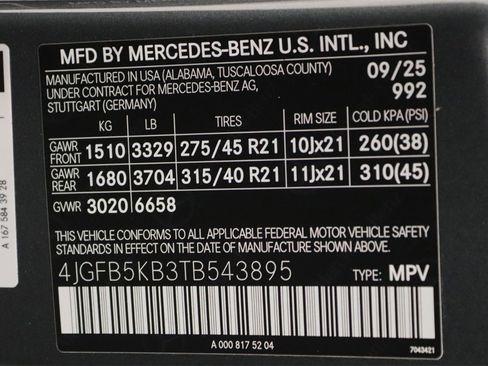 MFD BY MERCEDES-BENZ U.S. INTL., INC
MANUFACTURED IN USA (ALABAMA, TUSCALOOSA COUNTY) 09/25
UNDER CONTRACT FOR MERCEDES-BENZ AG, 992
STUTTGART (GERMANY)
KG LB TIRES RIM SIZE COLD KPA (PSI)
GAWR FRONT 1510 3329 275/45 R21 10Jx21 260(38)
GAWR REAR 1680 3704 315/40 R21 11Jx21 310(45)
GVWR 3020 6658
THIS VEHICLE CONFORMS TO ALL APPLICABLE FEDERAL MOTOR VEHICLE SAFETY
STANDARDS IN EFFECT ON THE DATE OF MANUFACTURE SHOWN ABOVE.
4JGFB5KB3TB543895 TYPE: MPV
A 000 817 52 04
7043421
A 167 584 39 28